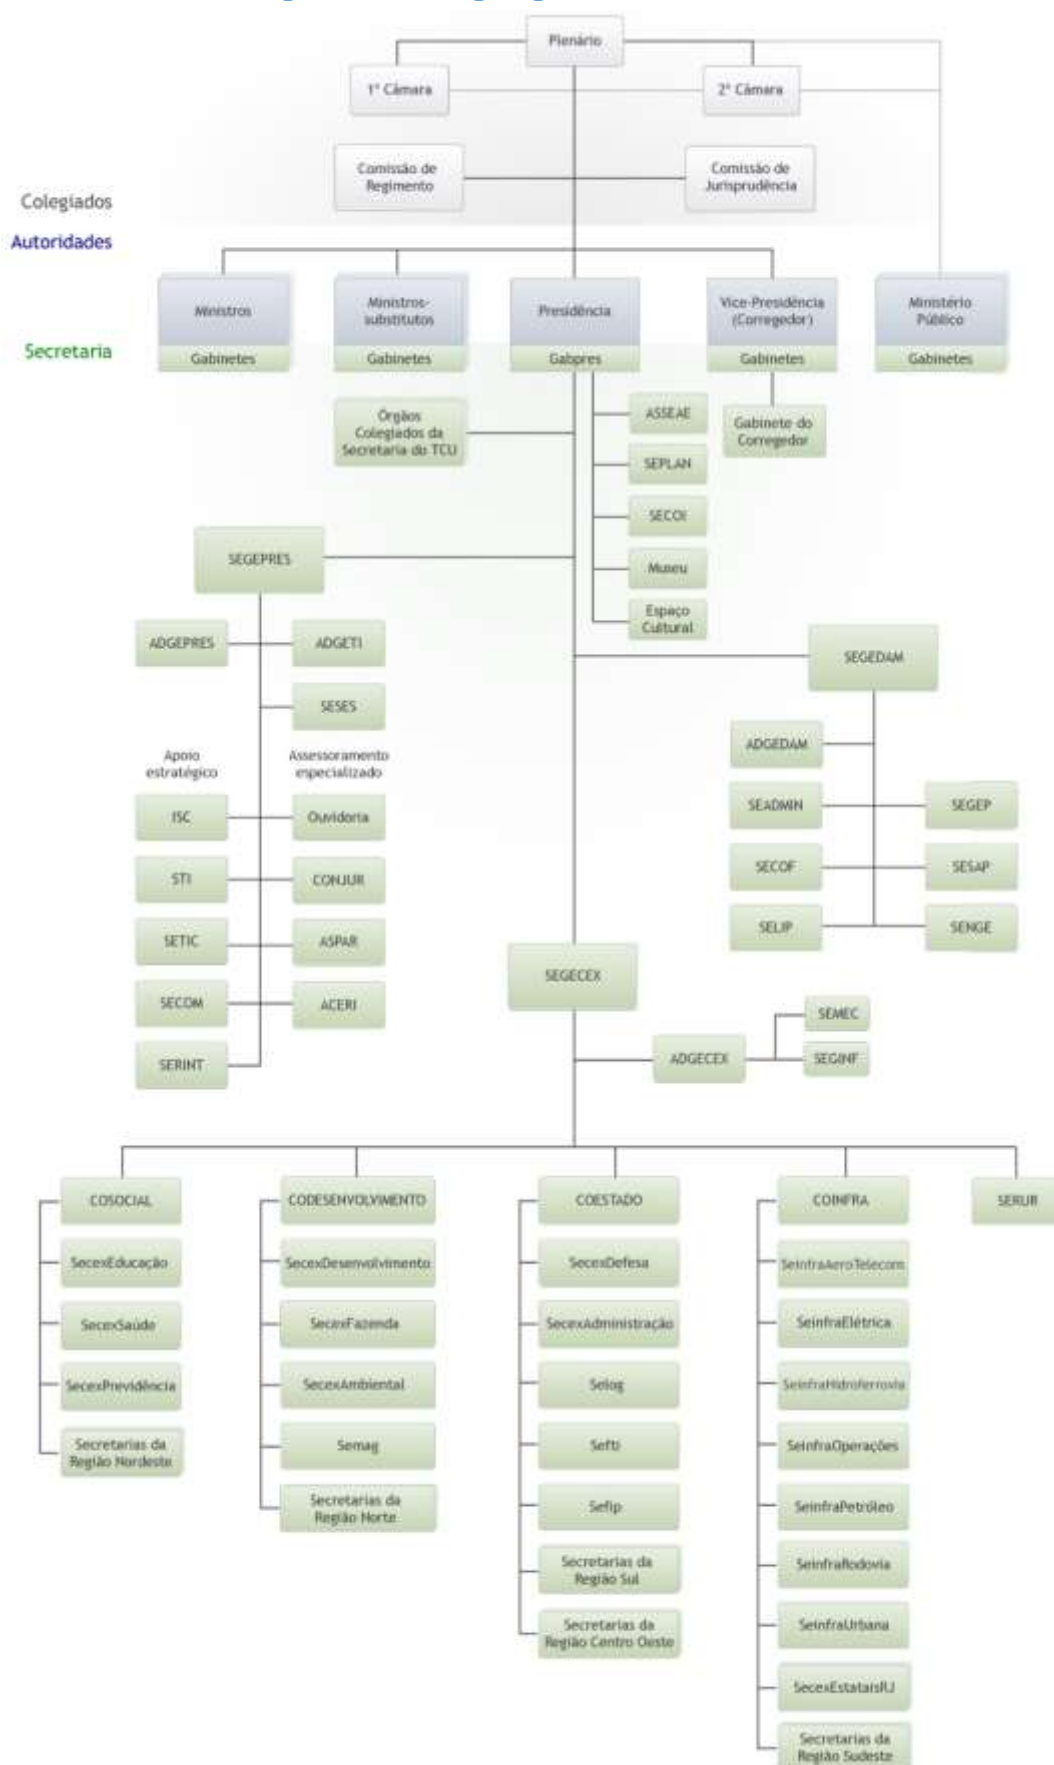 Plenário
1ª Câmara
2ª Câmara
Comissão de
Regimento
Comissão de
Jurisprudência
Colegiados
Autoridades
Secretaria
Ministros
Gabinetes
Ministros-
substitutos
Gabinetes
Presidência
Gabpres
Vice-Presidência
(Corregedor)
Gabinetes
Ministério
Público
Gabinetes
Órgãos
Colegiados da
Secretaria do TCU
ASSEAE
SEPLAN
SECOI
Museu
Espaço
Cultural
Gabinete do
Corregedor
SEGEPRES
ADGEPRES
ADGETI
SESES
Apoio
estratégico
Assessoramento
especializado
ISC
Ouvidoria
STI
CONJUR
SETIC
ASPAR
SECOM
ACERI
SERINT
SEGEDAM
ADGEDAM
SEADMIN
SEGEP
SECOF
SESAP
SELIP
SENGE
SEGECEX
ADGECEX
SEMEC
SEGINF
COSOCIAL
SecexEducação
SecexSaúde
SecexPrevidência
Secretarias da
Região Nordeste
CODESENVOLVIMENTO
SecexDesenvolvimento
SecexFazenda
SecexAmbiental
Semag
Secretarias da
Região Norte
COESTADO
SecexDefesa
SecexAdministração
Selog
Sefti
Sefip
Secretarias da
Região Sul
Secretarias da
Região Centro Oeste
COINFRA
SeinfraAeroTelecom
SeinfraElétrica
SeinfraHidroferrovia
SeinfraOperações
SeinfraPetróleo
SeinfraRodovia
SeinfraUrbana
SecexEstataisRJ
Secretarias da
Região Sudeste
SERUR